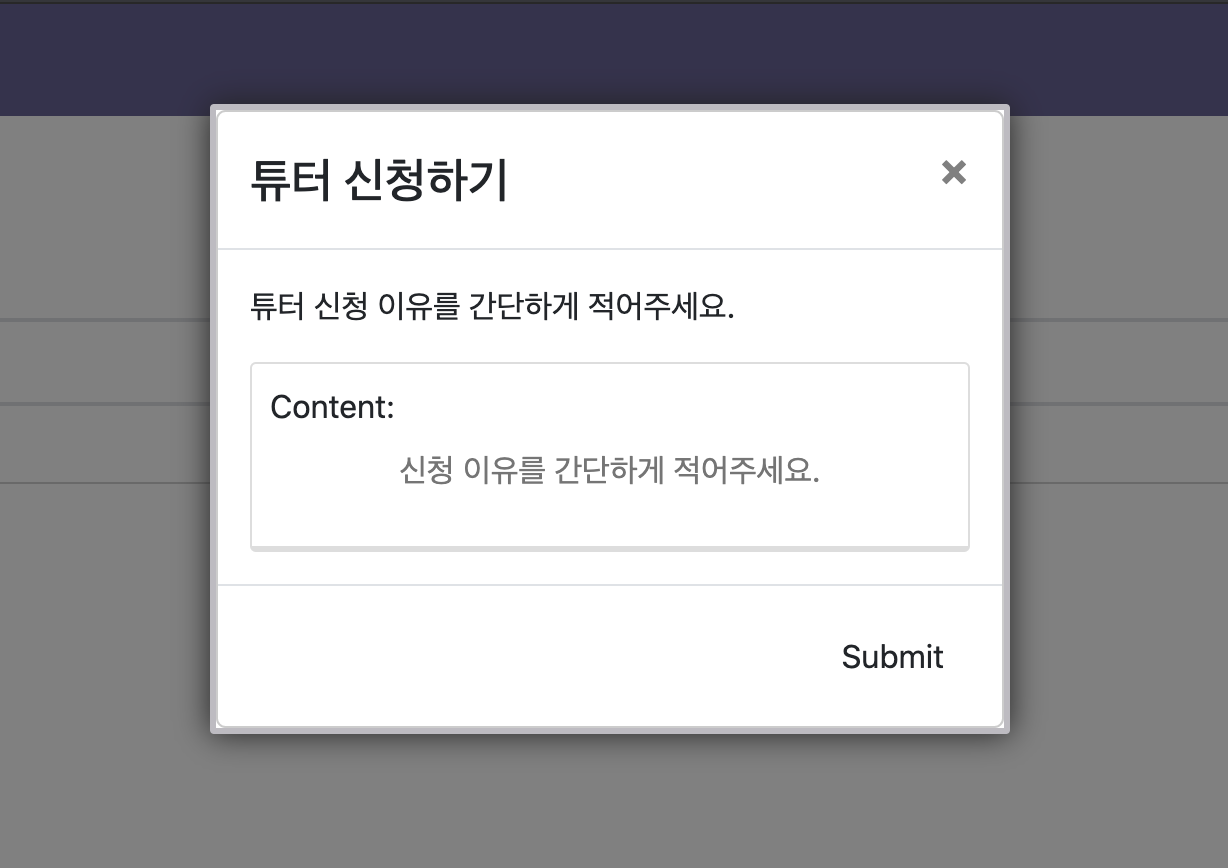 튜터 신청하기
×
튜터 신청 이유를 간단하게 적어주세요.
Content:
신청 이유를 간단하게 적어주세요.
Submit